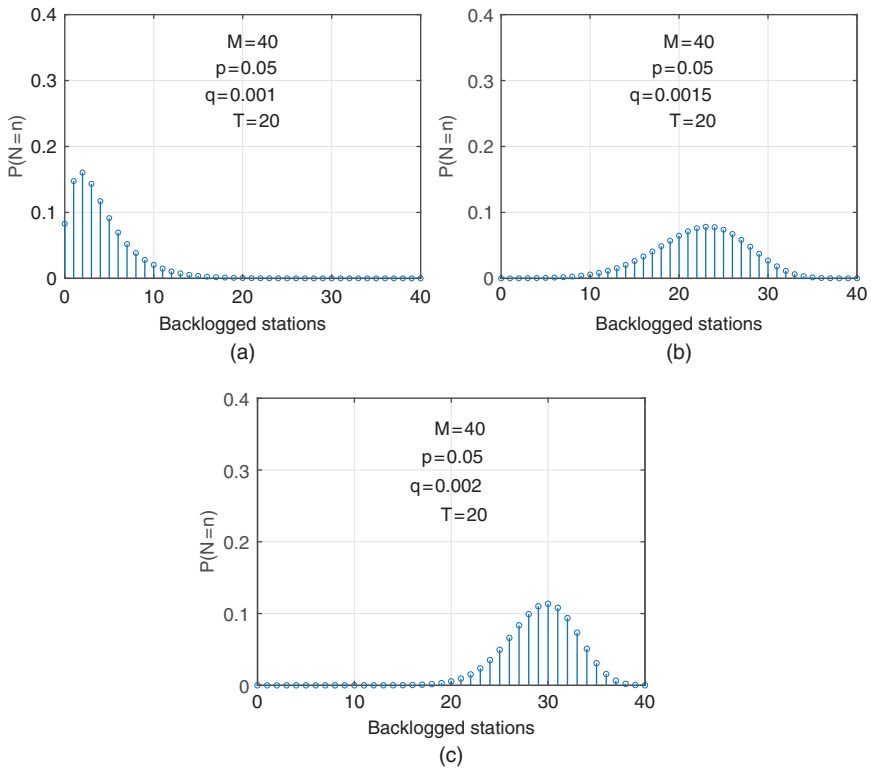 0.4
0.3
0.2
0.1
0
P(N=n)
M=40
p=0.05
q=0.001
T=20
0 10 20 30 40
Backlogged stations
(a)
0.4
0.3
0.2
0.1
0
P(N=n)
M=40
p=0.05
q=0.0015
T=20
0 10 20 30 40
Backlogged stations
(b)
0.4
0.3
0.2
0.1
0
P(N=n)
M=40
p=0.05
q=0.002
T=20
0 10 20 30 40
Backlogged stations
(c)